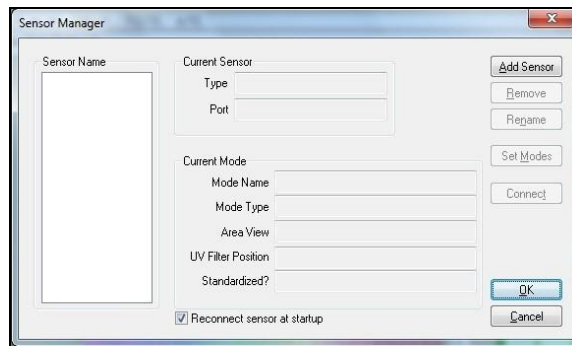 Sensor Manager
Sensor Name
Current Sensor
Type
Port
Current Mode
Mode Name
Mode Type
Area View
UV Filter Position
Standardized?
Reconnect sensor at startup
Add Sensor
Remove
Rename
Set Modes
Connect
OK
Cancel